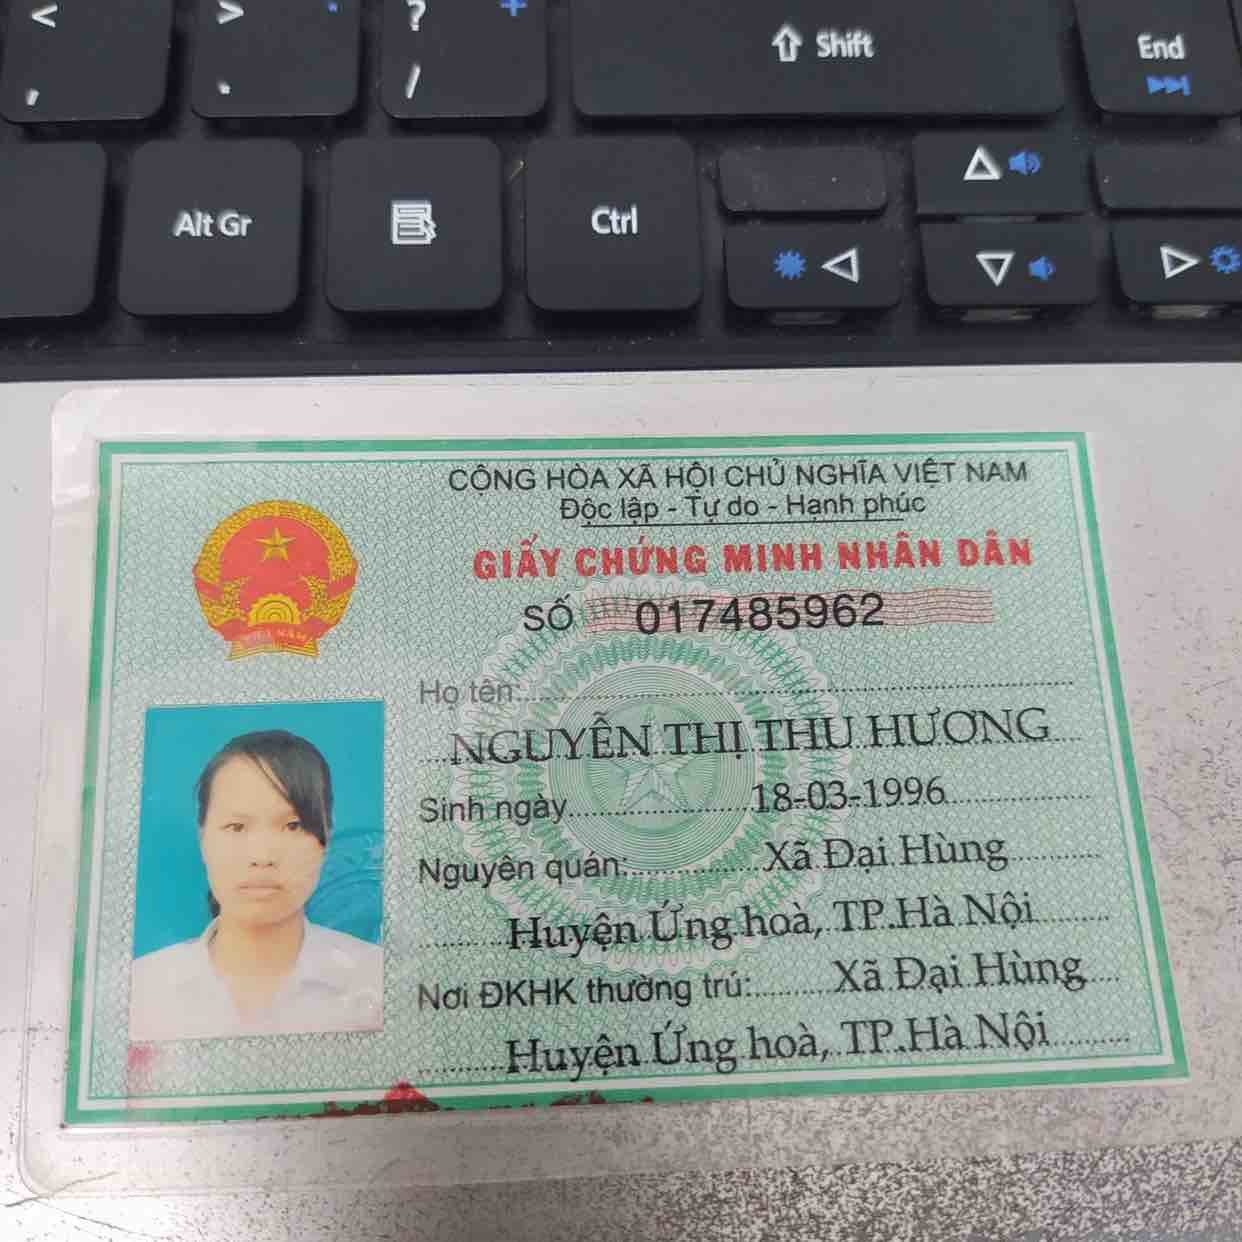 <
,
>
.
?
/
Shift
End
Alt Gr
Ctrl
CỘNG HÒA XÃ HỘI CHỦ NGHĨA VIỆT NAM
Độc lập - Tự do - Hạnh phúc
GIẤY CHỨNG MINH NHÂN DÂN
SỐ 017485962
VIỆT NAM
Họ tên:
NGUYỄN THỊ THU HƯƠNG
Sinh ngày 18-03-1996
Nguyên quán: Xã Đại Hùng
Huyện Ứng hoà, TP.Hà Nội
Nơi ĐKHK thường trú: Xã Đại Hùng
Huyện Ứng hoà, TP.Hà Nội